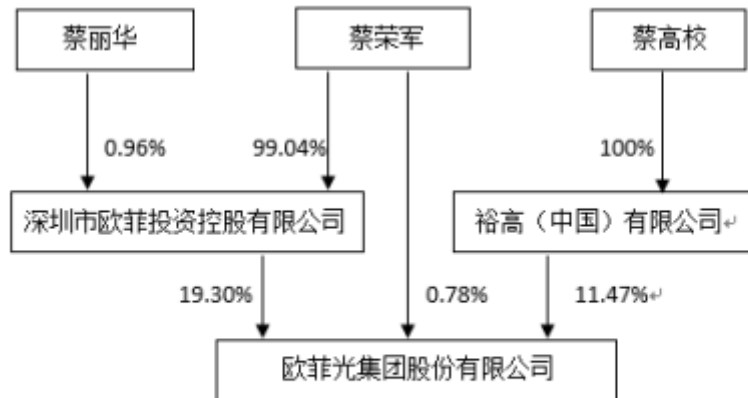 蔡丽华
蔡荣军
蔡高校
0.96%
99.04%
100%
深圳市欧菲投资控股有限公司
裕高（中国）有限公司↵
19.30%
0.78%
11.47%↵
欧菲光集团股份有限公司